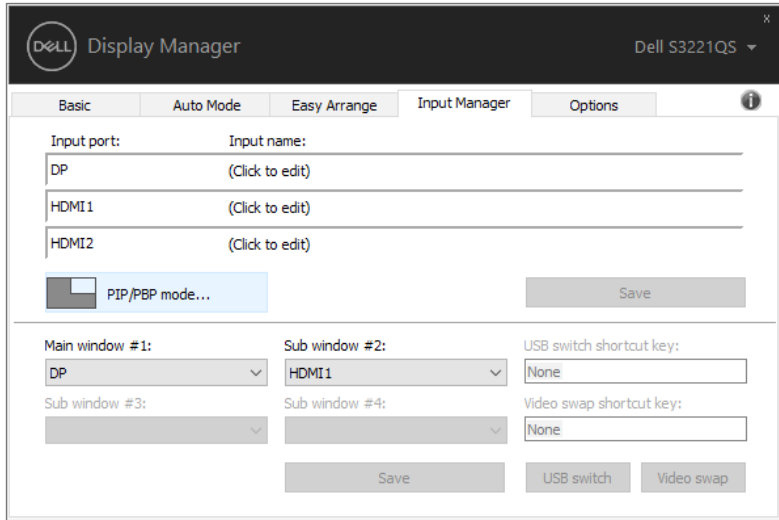 x
DELL Display Manager Dell S3221QS
Basic Auto Mode Easy Arrange Input Manager Options i
Input port: Input name:
DP (Click to edit)
HDMI1 (Click to edit)
HDMI2 (Click to edit)
PIP/PBP mode... Save
Main window #1: Sub window #2: USB switch shortcut key:
DP HDMI1 None
Sub window #3: Sub window #4: Video swap shortcut key:
None
Save USB switch Video swap